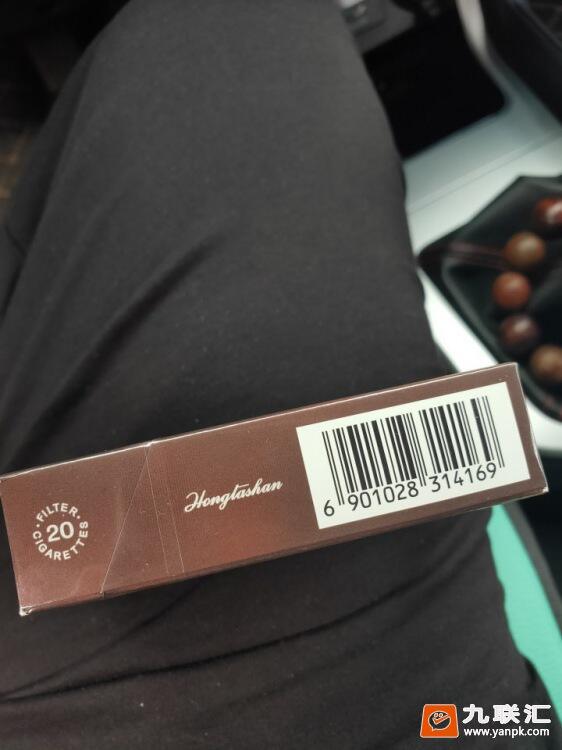 ·FILTER·
20
CIGARETTES
Hongtashan
6 901028 314169
九联汇
www.yanpk.com